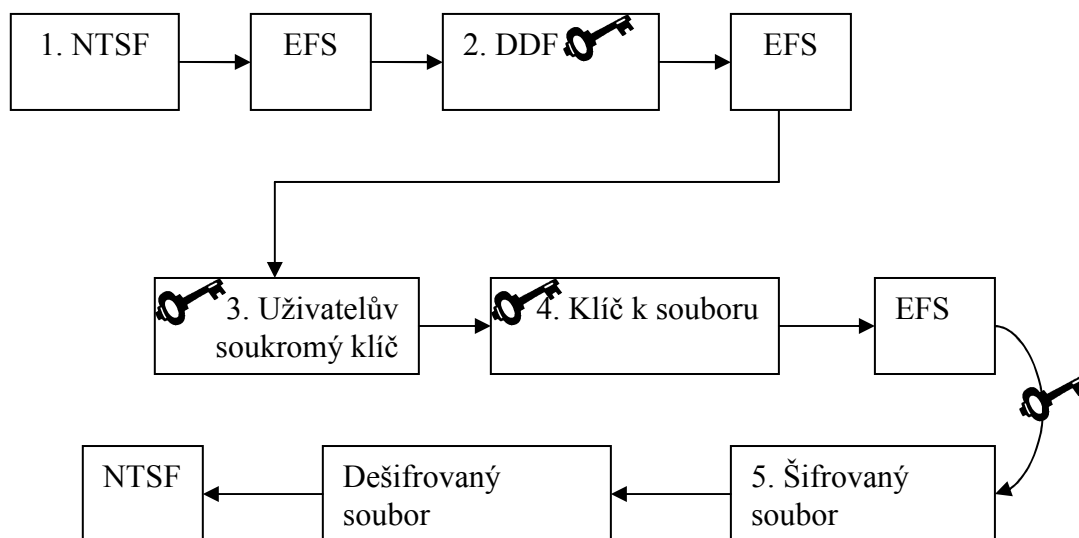 1. NTSF
EFS
2. DDF
EFS
3. Uživatelův
soukromý klíč
4. Klíč k souboru
EFS
NTSF
Dešifrovaný
soubor
5. Šifrovaný
soubor